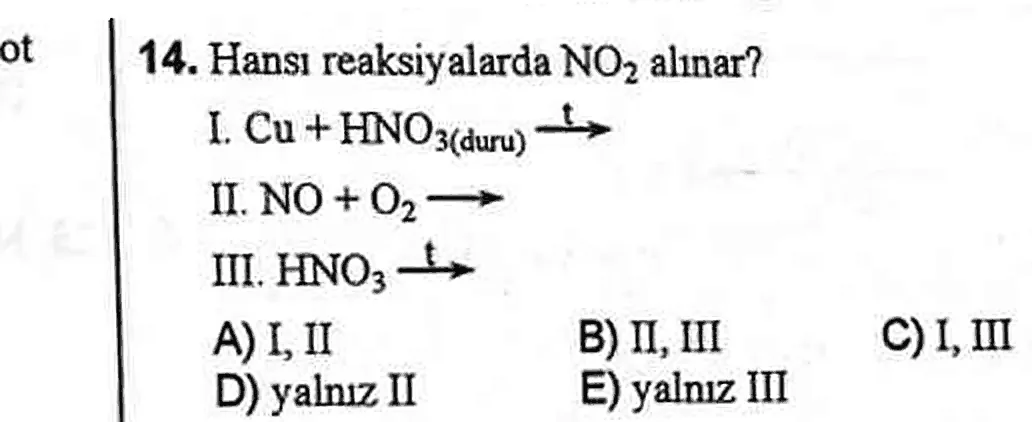 ot
14. Hansı reaksiyalarda NO₂ alınar?
I. Cu + HNO₃(duru) —t→
II. NO + O₂ ⟶
III. HNO₃ —t→
A) I, II B) II, III C) I, III
D) yalnız II E) yalnız III